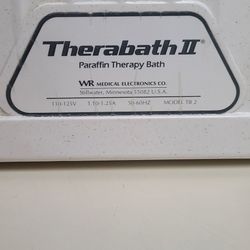 Therabath II®
Paraffin Therapy Bath
WR MEDICAL ELECTRONICS CO.
Stillwater, Minnesota 55082 U.S.A.
110-125V 1.10-1.25A 50-60HZ MODEL TB 2